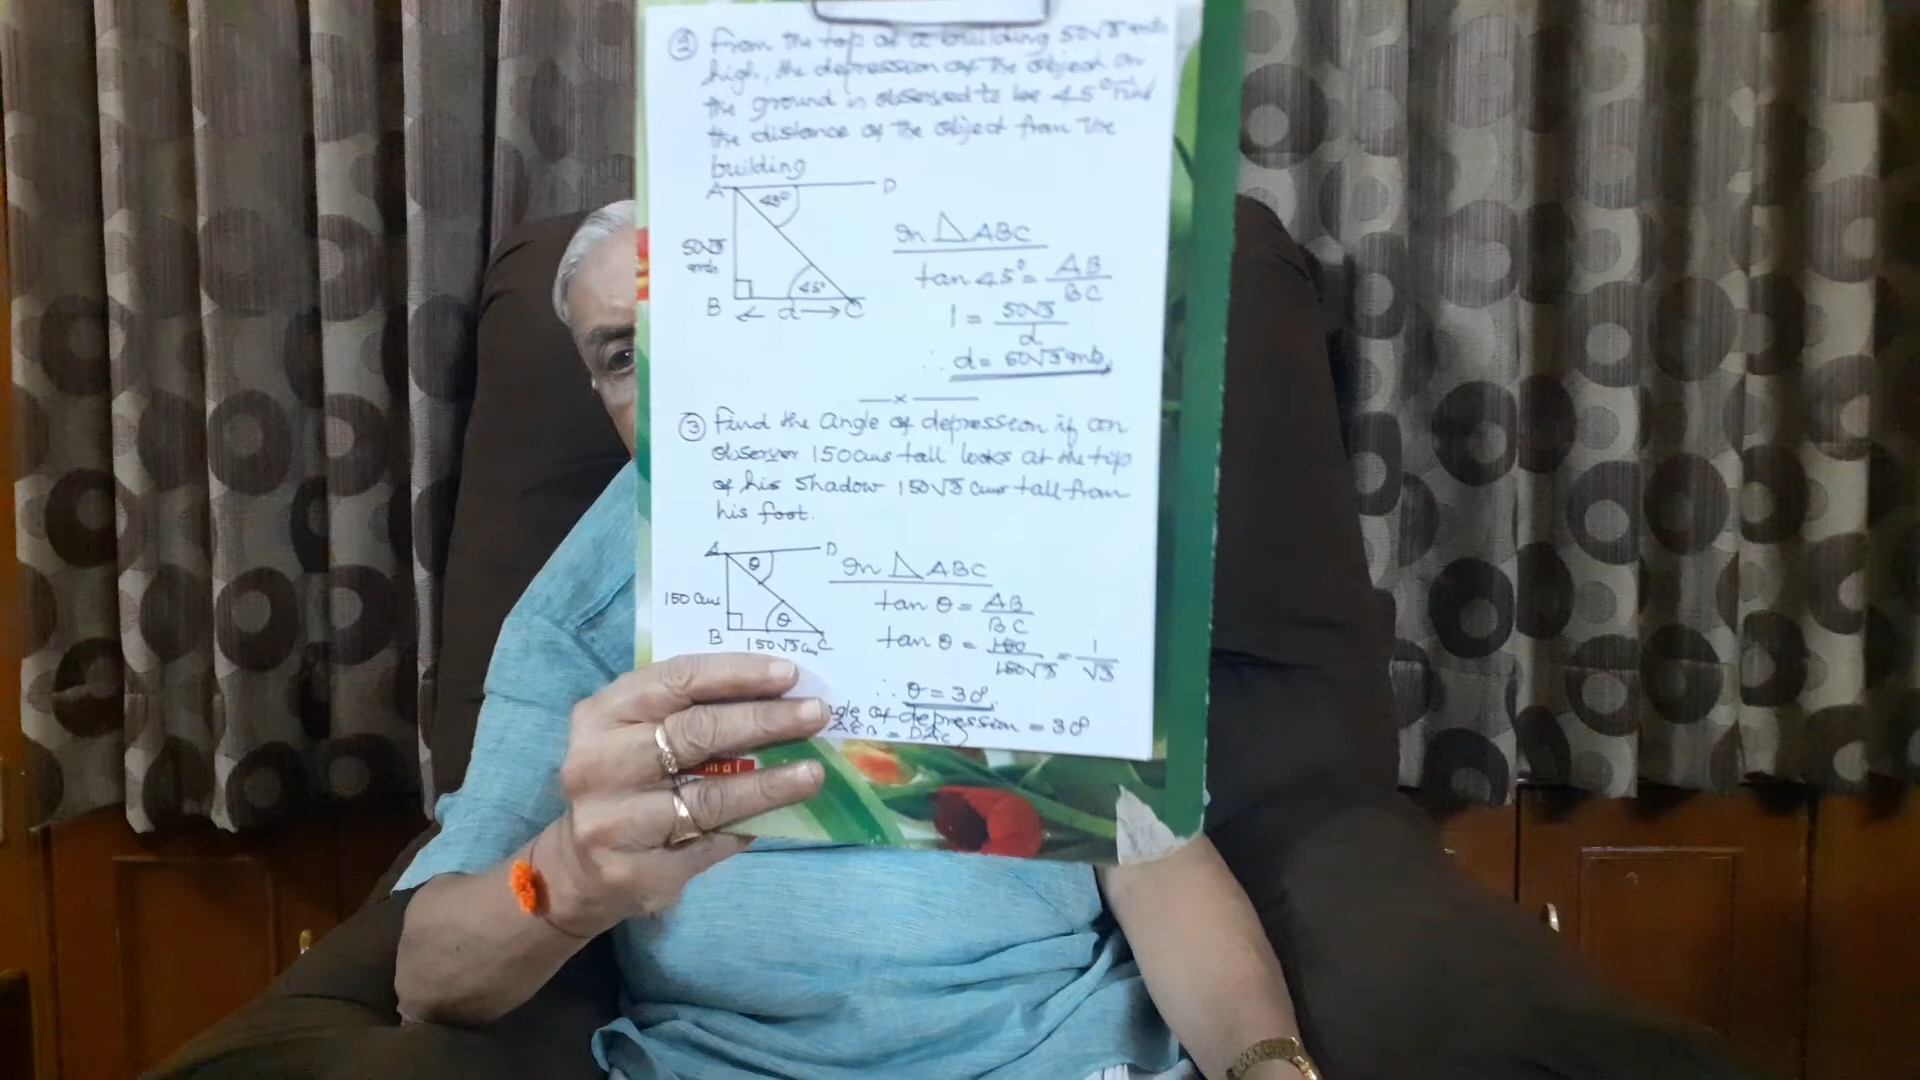 ② From the top of a building 50√3 mts
high, the depression of the object on
the ground is observed to be 45° Find
the distance of the object from the
building
A D
45°
50√3
mts
45°
B ← d → C
In △ ABC
tan 45° = AB/BC
1 = 50√3/d
∴ d = 50√3 mts
—x—
③ Find the angle of depression if an
observer 150 cms tall looks at the tip
of his shadow 150√3 cms tall from
his foot.
A D
θ
150 cms
θ
B 150√3 cms C
In △ ABC
tan θ = AB/BC
tan θ = 150/150√3 = 1/√3
∴ θ = 30°
of depression = 30°
ACB = DAC)